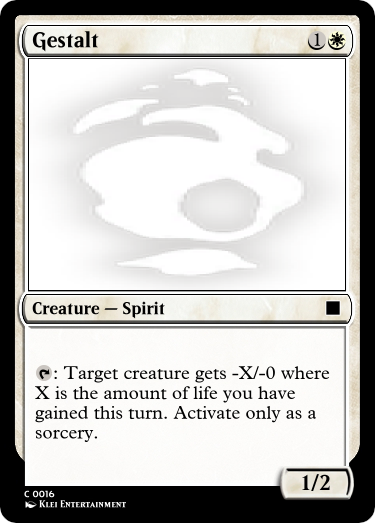 Gestalt 1
Creature — Spirit
: Target creature gets -X/-0 where
X is the amount of life you have
gained this turn. Activate only as a
sorcery.
1/2
C 0016
KLEI ENTERTAINMENT